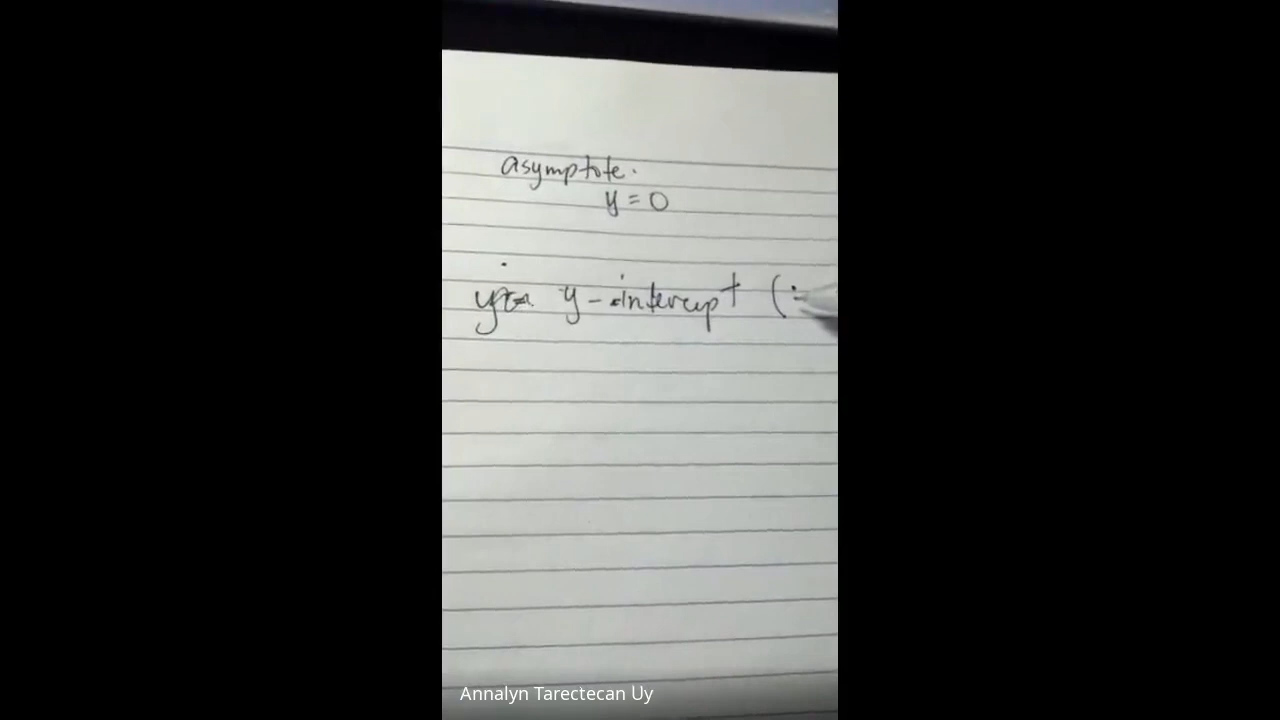 asymptote.
y = 0
y - intercept (
Annalyn Tarectecan Uy